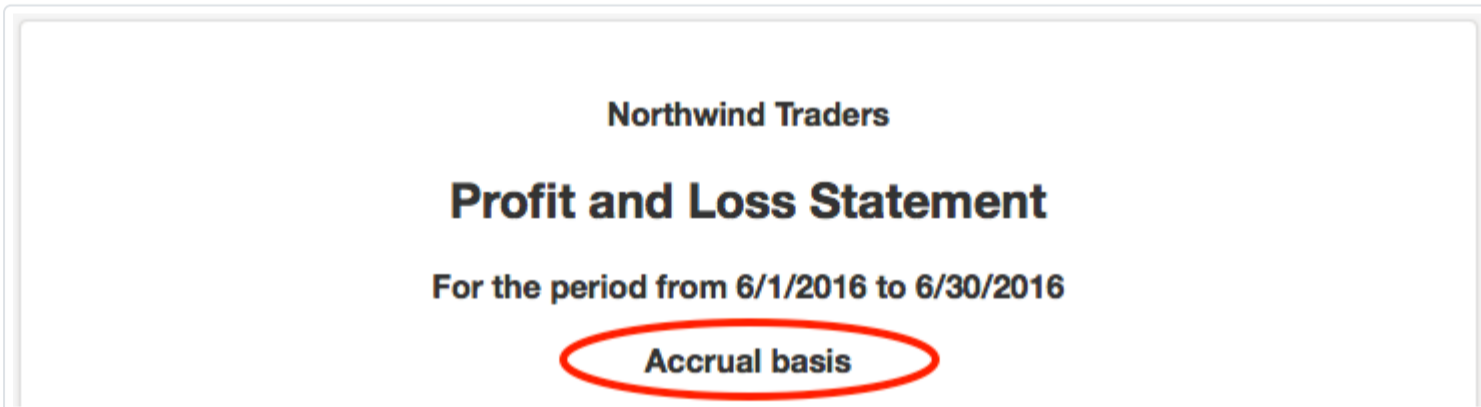 Northwind Traders
Profit and Loss Statement
For the period from 6/1/2016 to 6/30/2016
Accrual basis